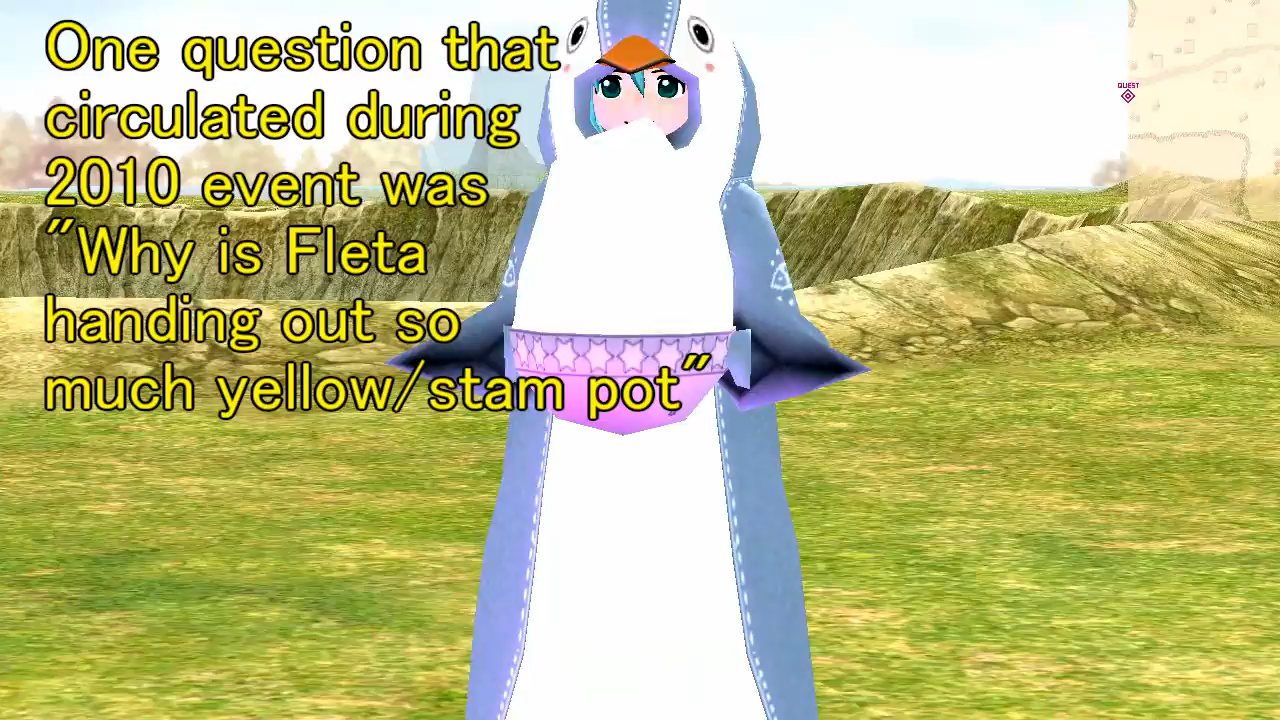 One question that
circulated during
2010 event was
"Why is Fleta
handing out so
much yellow/stam pot"
QUEST